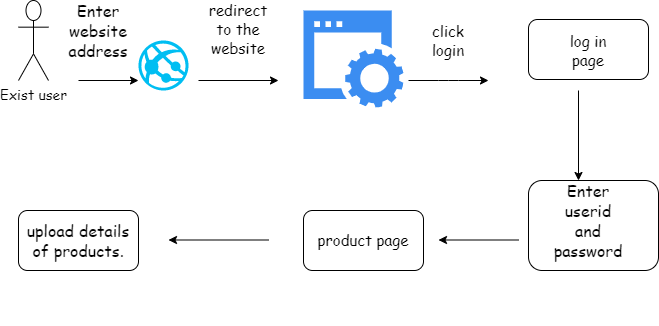 Enter
website
address
redirect
to the
website
click
login
log in
page
Exist user
Enter
userid
and
password
product page
upload details
of products.